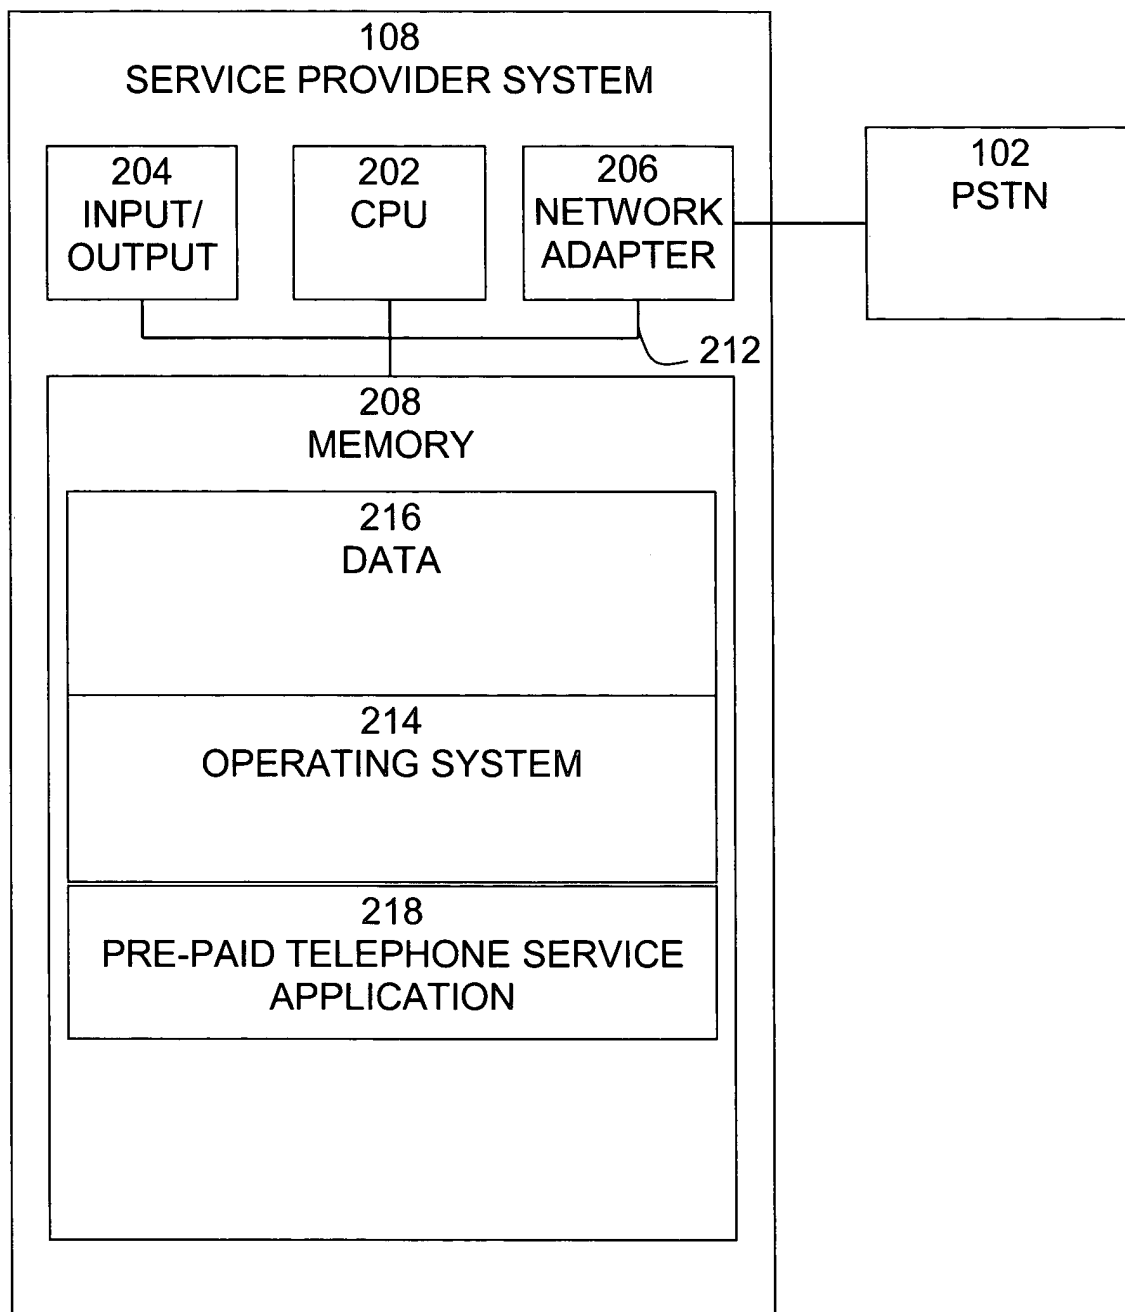 108
SERVICE PROVIDER SYSTEM
204
INPUT/
OUTPUT
202
CPU
206
NETWORK
ADAPTER
102
PSTN
212
208
MEMORY
216
DATA
214
OPERATING SYSTEM
218
PRE-PAID TELEPHONE SERVICE
APPLICATION